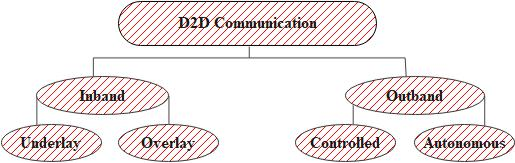 D2D Communication
Inband
Outband
Underlay
Overlay
Controlled
Autonomous